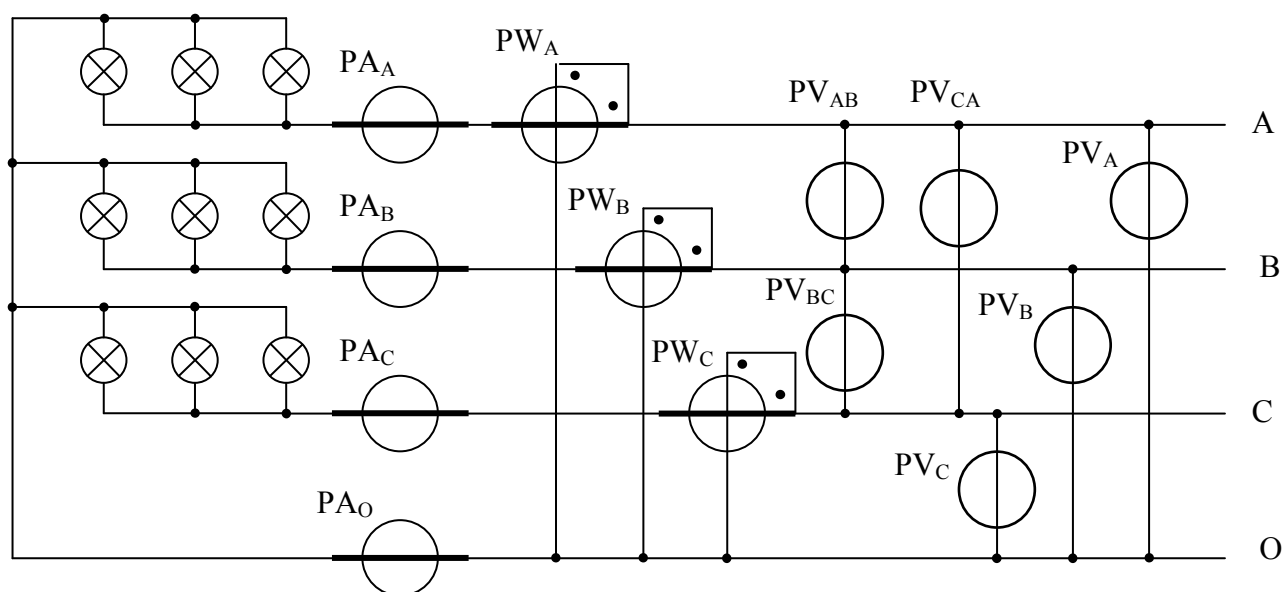 PW_A
PA_A
PV_AB PV_CA
A
PV_A
PW_B
PA_B
B
PV_BC
PV_B
PW_C
PA_C
C
PV_C
PA_O
O